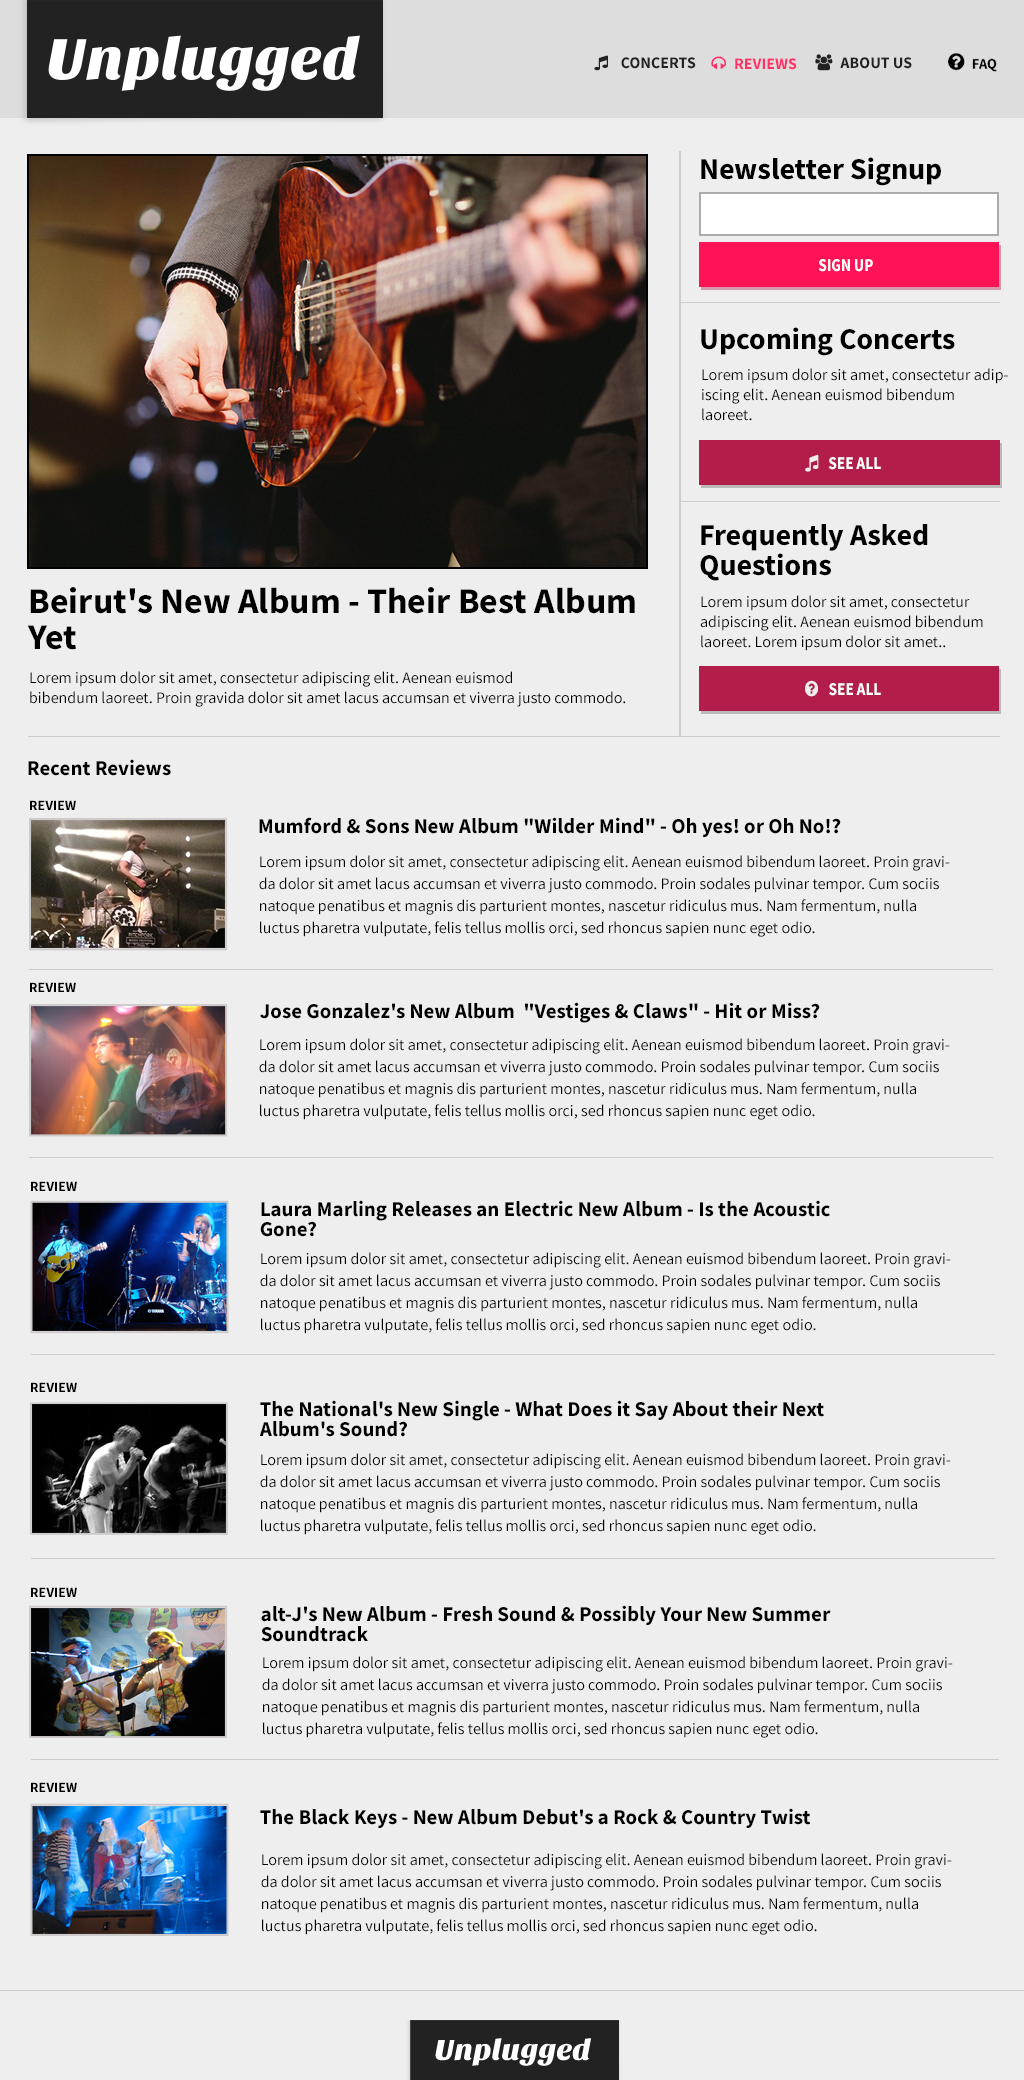 Unplugged
CONCERTS
REVIEWS
ABOUT US
FAQ
Beirut's New Album - Their Best Album
Yet
Lorem ipsum dolor sit amet, consectetur adipiscing elit. Aenean euismod
bibendum laoreet. Proin gravida dolor sit amet lacus accumsan et viverra justo commodo.
Newsletter Signup
SIGN UP
Upcoming Concerts
Lorem ipsum dolor sit amet, consectetur adip-
iscing elit. Aenean euismod bibendum
laoreet.
SEE ALL
Frequently Asked
Questions
Lorem ipsum dolor sit amet, consectetur
adipiscing elit. Aenean euismod bibendum
laoreet. Lorem ipsum dolor sit amet..
SEE ALL
Recent Reviews
REVIEW
Mumford & Sons New Album "Wilder Mind" - Oh yes! or Oh No!?
Lorem ipsum dolor sit amet, consectetur adipiscing elit. Aenean euismod bibendum laoreet. Proin gravi-
da dolor sit amet lacus accumsan et viverra justo commodo. Proin sodales pulvinar tempor. Cum sociis
natoque penatibus et magnis dis parturient montes, nascetur ridiculus mus. Nam fermentum, nulla
luctus pharetra vulputate, felis tellus mollis orci, sed rhoncus sapien nunc eget odio.
REVIEW
Jose Gonzalez's New Album  "Vestiges & Claws" - Hit or Miss?
Lorem ipsum dolor sit amet, consectetur adipiscing elit. Aenean euismod bibendum laoreet. Proin gravi-
da dolor sit amet lacus accumsan et viverra justo commodo. Proin sodales pulvinar tempor. Cum sociis
natoque penatibus et magnis dis parturient montes, nascetur ridiculus mus. Nam fermentum, nulla
luctus pharetra vulputate, felis tellus mollis orci, sed rhoncus sapien nunc eget odio.
REVIEW
Laura Marling Releases an Electric New Album - Is the Acoustic
Gone?
Lorem ipsum dolor sit amet, consectetur adipiscing elit. Aenean euismod bibendum laoreet. Proin gravi-
da dolor sit amet lacus accumsan et viverra justo commodo. Proin sodales pulvinar tempor. Cum sociis
natoque penatibus et magnis dis parturient montes, nascetur ridiculus mus. Nam fermentum, nulla
luctus pharetra vulputate, felis tellus mollis orci, sed rhoncus sapien nunc eget odio.
REVIEW
The National's New Single - What Does it Say About their Next
Album's Sound?
Lorem ipsum dolor sit amet, consectetur adipiscing elit. Aenean euismod bibendum laoreet. Proin gravi-
da dolor sit amet lacus accumsan et viverra justo commodo. Proin sodales pulvinar tempor. Cum sociis
natoque penatibus et magnis dis parturient montes, nascetur ridiculus mus. Nam fermentum, nulla
luctus pharetra vulputate, felis tellus mollis orci, sed rhoncus sapien nunc eget odio.
REVIEW
alt-J's New Album - Fresh Sound & Possibly Your New Summer
Soundtrack
Lorem ipsum dolor sit amet, consectetur adipiscing elit. Aenean euismod bibendum laoreet. Proin gravi-
da dolor sit amet lacus accumsan et viverra justo commodo. Proin sodales pulvinar tempor. Cum sociis
natoque penatibus et magnis dis parturient montes, nascetur ridiculus mus. Nam fermentum, nulla
luctus pharetra vulputate, felis tellus mollis orci, sed rhoncus sapien nunc eget odio.
REVIEW
The Black Keys - New Album Debut's a Rock & Country Twist
Lorem ipsum dolor sit amet, consectetur adipiscing elit. Aenean euismod bibendum laoreet. Proin gravi-
da dolor sit amet lacus accumsan et viverra justo commodo. Proin sodales pulvinar tempor. Cum sociis
natoque penatibus et magnis dis parturient montes, nascetur ridiculus mus. Nam fermentum, nulla
luctus pharetra vulputate, felis tellus mollis orci, sed rhoncus sapien nunc eget odio.
Unplugged